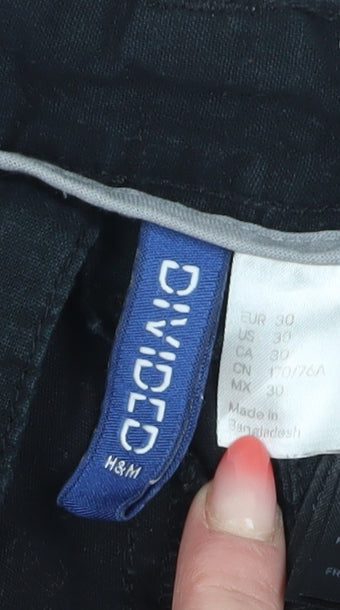 DIVIDED
H&M
EUR 30
US 30
CA 30
CN 170/76A
MX 30
Made in
Bangladesh